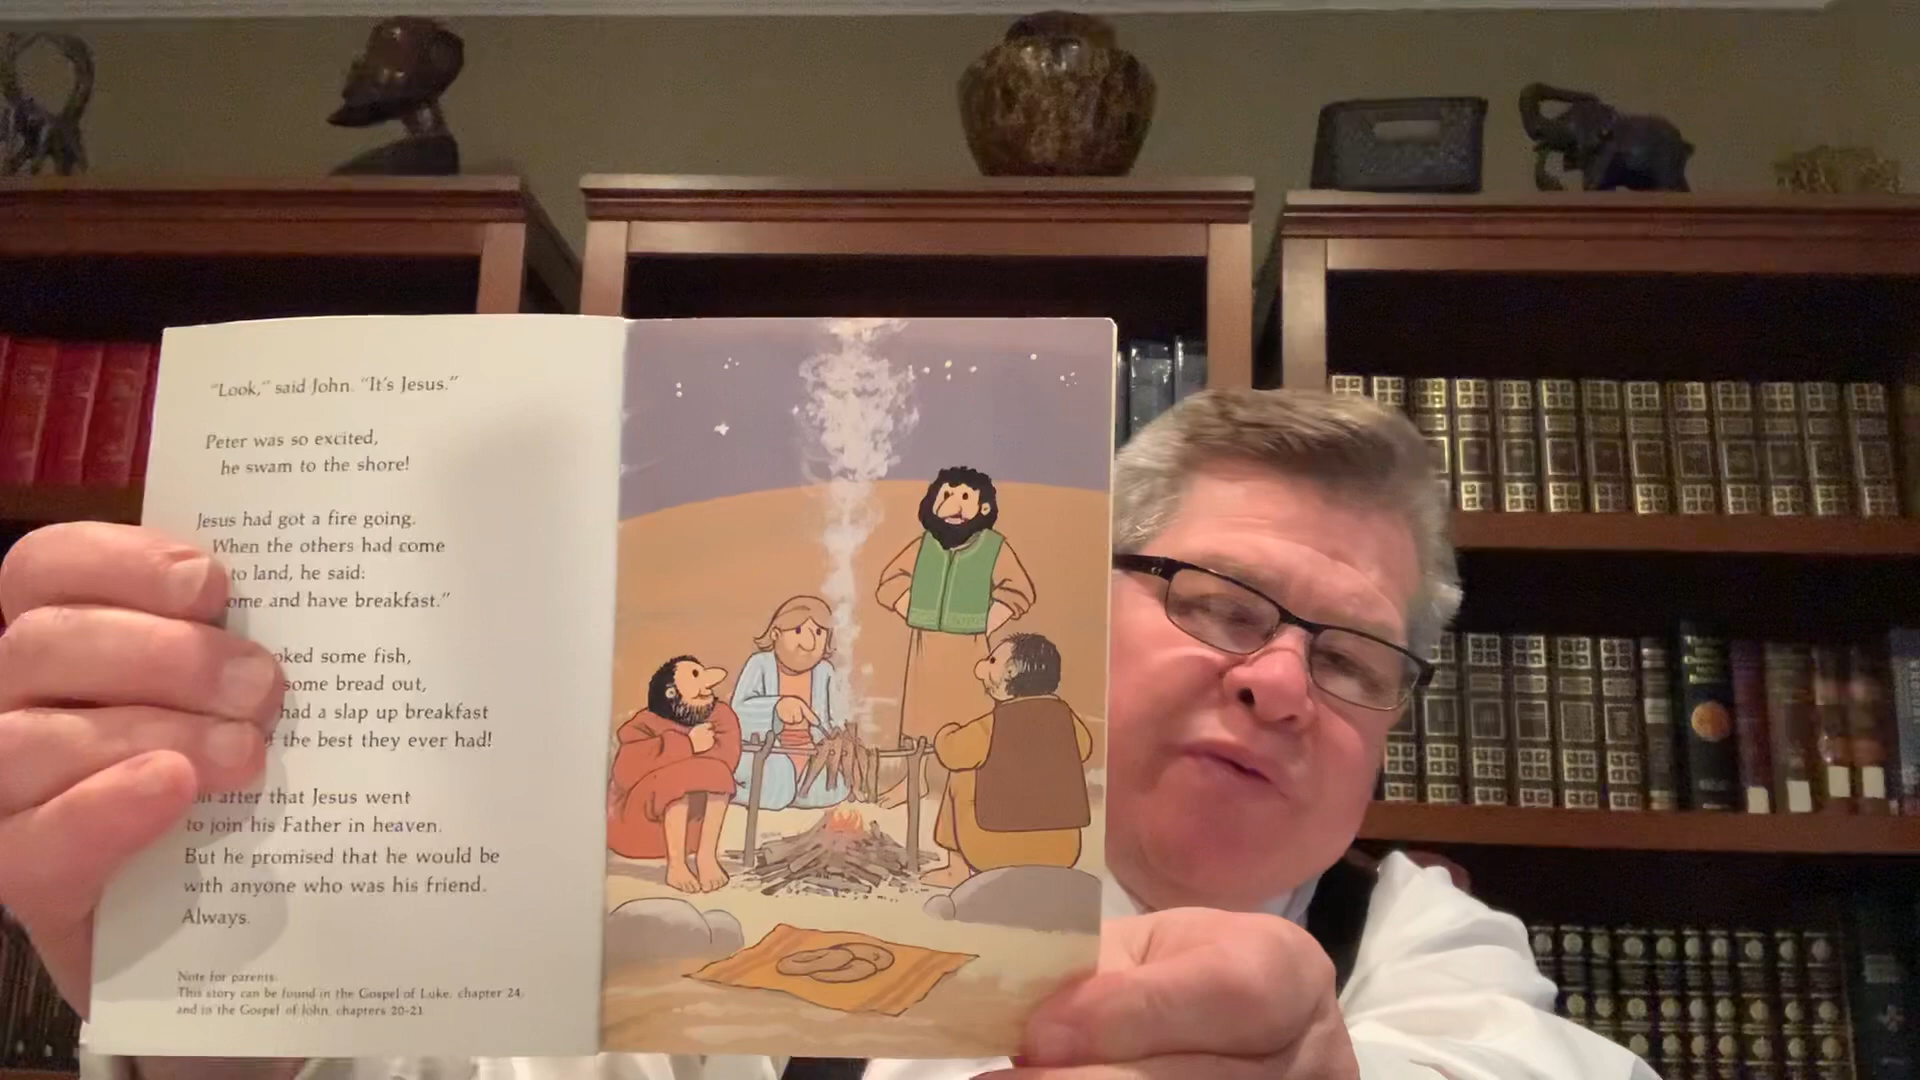 "Look," said John. "It's Jesus."
Peter was so excited,
he swam to the shore!
Jesus had got a fire going.
When the others had come
to land, he said:
ome and have breakfast."
oked some fish,
some bread out,
had a slap up breakfast
f the best they ever had!
on after that Jesus went
to join his Father in heaven.
But he promised that he would be
with anyone who was his friend.
Always.
Note for parents:
This story can be found in the Gospel of Luke, chapter 24,
and in the Gospel of John, chapters 20-21